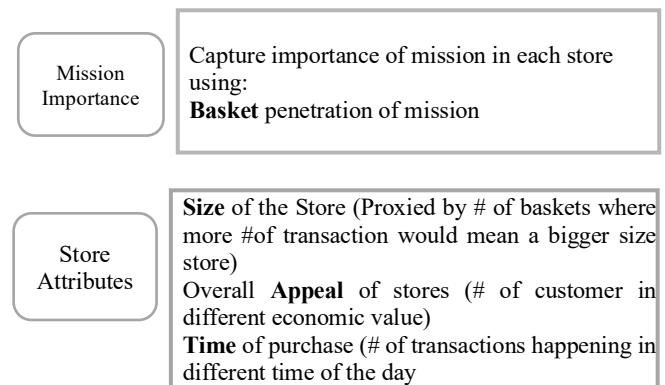 Mission
Importance
Capture importance of mission in each store
using:
Basket penetration of mission
Store
Attributes
Size of the Store (Proxied by # of baskets where
more #of transaction would mean a bigger size
store)
Overall Appeal of stores (# of customer in
different economic value)
Time of purchase (# of transactions happening in
different time of the day